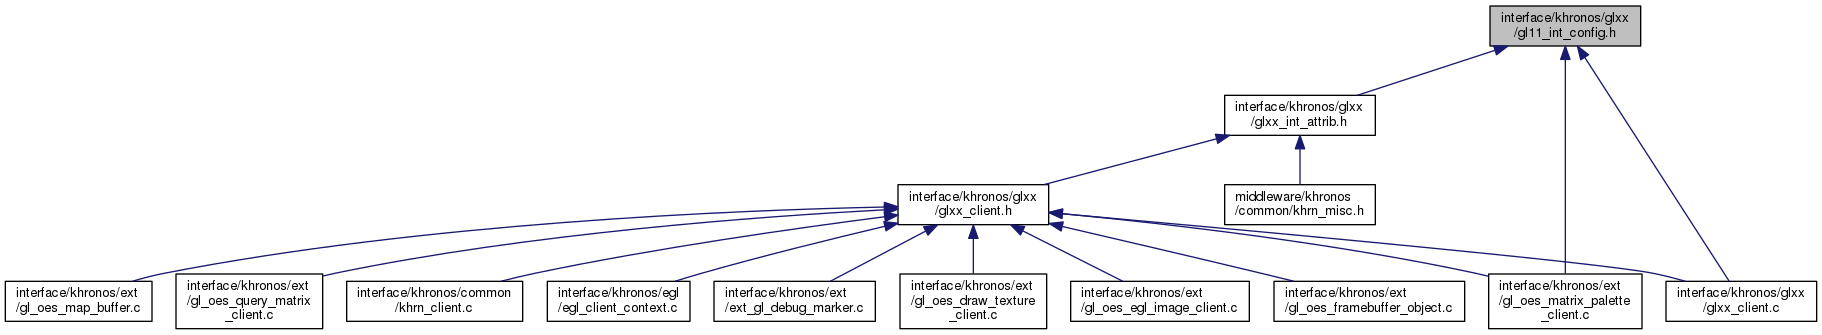 interface/khronos/glxx
/gl11_int_config.h
interface/khronos/glxx
/glxx_int_attrib.h
interface/khronos/glxx
/glxx_client.h
middleware/khronos
/common/khrn_misc.h
interface/khronos/ext
/gl_oes_map_buffer.c
interface/khronos/ext
/gl_oes_query_matrix
_client.c
interface/khronos/common
/khrn_client.c
interface/khronos/egl
/egl_client_context.c
interface/khronos/ext
/ext_gl_debug_marker.c
interface/khronos/ext
/gl_oes_draw_texture
_client.c
interface/khronos/ext
/gl_oes_egl_image_client.c
interface/khronos/ext
/gl_oes_framebuffer_object.c
interface/khronos/ext
/gl_oes_matrix_palette
_client.c
interface/khronos/glxx
/glxx_client.c